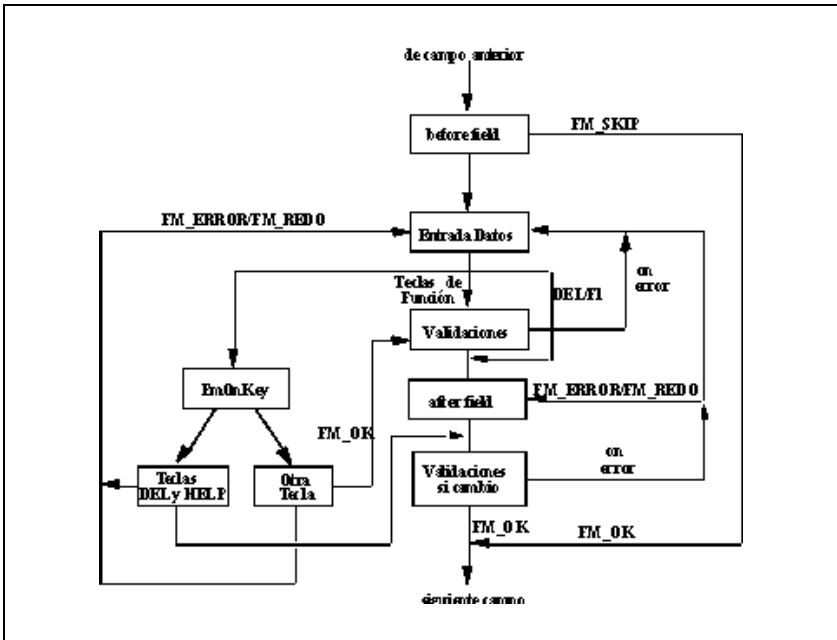 de campo anterior
before field
FM_SKIP
FM_ERROR/FM_REDO
Entrada Datos
on
error
Teclas de
Función
DEL/F1
Validaciones
FmOnKey
after field
FM_ERROR/FM_REDO
FM_OK
on
error
Teclas
DEL y HELP
Otra
Tecla
Validaciones
si cambio
FM_OK
FM_OK
siguiente campo